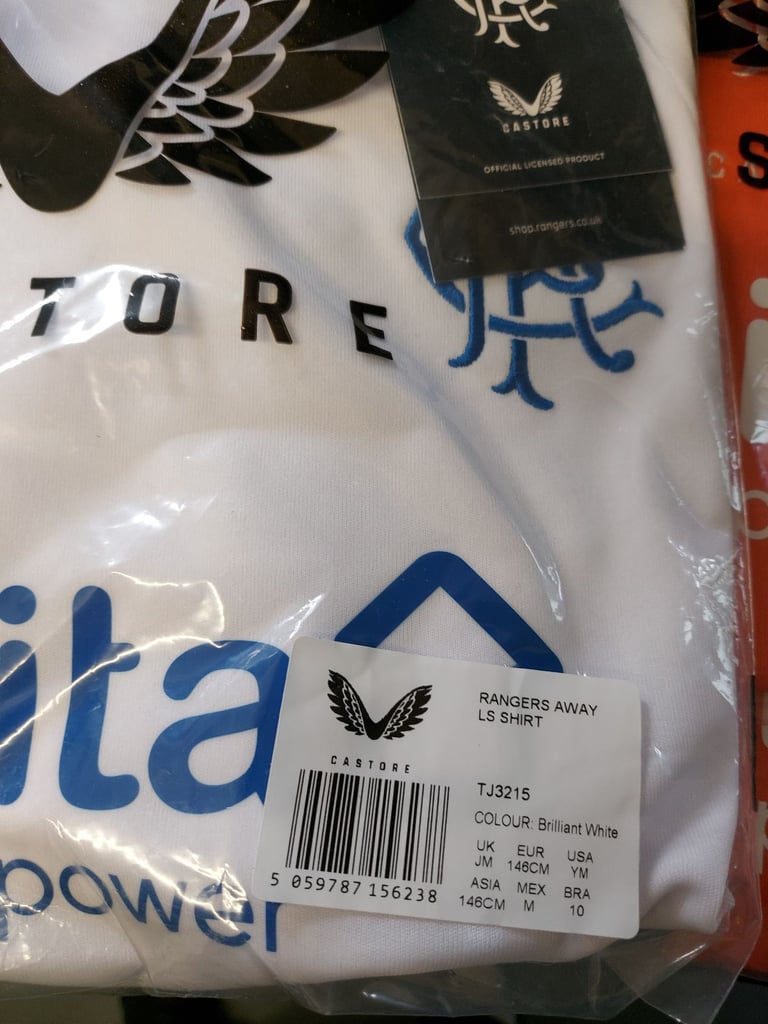 CASTORE
OFFICIAL LICENSED PRODUCT
shop.rangers.co.uk
TORE
S
ita
power
CASTORE
RANGERS AWAY
LS SHIRT
TJ3215
COLOUR: Brilliant White
UK EUR USA
JM 146CM YM
ASIA MEX BRA
146CM M 10
5 059787 156238